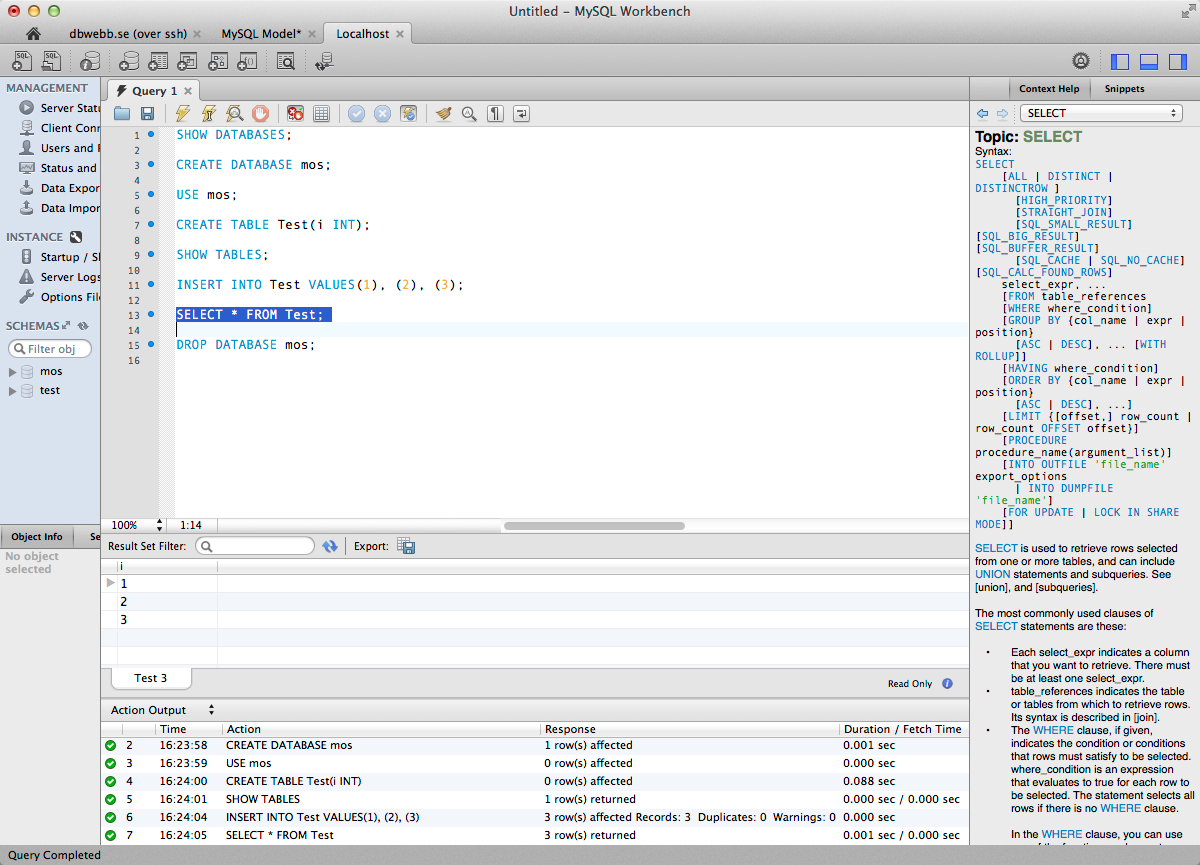 Untitled – MySQL Workbench
dbwebb.se (over ssh) MySQL Model* Localhost
MANAGEMENT
Server Statu
Client Conn
Users and P
Status and
Data Expor
Data Impor
INSTANCE
Startup / Sh
Server Logs
Options File
SCHEMAS
Filter obj
mos
test
Object Info Se
No object
selected
Query 1
1 SHOW DATABASES;
2
3 CREATE DATABASE mos;
4
5 USE mos;
6
7 CREATE TABLE Test(i INT);
8
9 SHOW TABLES;
10
11 INSERT INTO Test VALUES(1), (2), (3);
12
13 SELECT * FROM Test;
14
15 DROP DATABASE mos;
16
100% 1:14
Result Set Filter: Export:
i
1
2
3
Test 3
Read Only
Action Output
Time Action Response Duration / Fetch Time
2 16:23:58 CREATE DATABASE mos 1 row(s) affected 0.001 sec
3 16:23:59 USE mos 0 row(s) affected 0.000 sec
4 16:24:00 CREATE TABLE Test(i INT) 0 row(s) affected 0.088 sec
5 16:24:01 SHOW TABLES 1 row(s) returned 0.000 sec / 0.000 sec
6 16:24:04 INSERT INTO Test VALUES(1), (2), (3) 3 row(s) affected Records: 3 Duplicates: 0 Warnings: 0 0.000 sec
7 16:24:05 SELECT * FROM Test 3 row(s) returned 0.001 sec / 0.000 sec
Context Help Snippets
SELECT
Topic: SELECT
Syntax:
SELECT
[ALL | DISTINCT |
DISTINCTROW ]
[HIGH_PRIORITY]
[STRAIGHT_JOIN]
[SQL_SMALL_RESULT]
[SQL_BIG_RESULT]
[SQL_BUFFER_RESULT]
[SQL_CACHE | SQL_NO_CACHE]
[SQL_CALC_FOUND_ROWS]
select_expr, ...
[FROM table_references
[WHERE where_condition]
[GROUP BY {col_name | expr |
position}
[ASC | DESC], ... [WITH
ROLLUP]]
[HAVING where_condition]
[ORDER BY {col_name | expr |
position}
[ASC | DESC], ...]
[LIMIT {[offset,] row_count |
row_count OFFSET offset}]
[PROCEDURE
procedure_name(argument_list)]
[INTO OUTFILE 'file_name'
export_options
| INTO DUMPFILE
'file_name']
[FOR UPDATE | LOCK IN SHARE
MODE]]
SELECT is used to retrieve rows selected
from one or more tables, and can include
UNION statements and subqueries. See
[union], and [subqueries].
The most commonly used clauses of
SELECT statements are these:
• Each select_expr indicates a column
that you want to retrieve. There must
be at least one select_expr.
• table_references indicates the table
or tables from which to retrieve rows.
Its syntax is described in [join].
• The WHERE clause, if given,
indicates the condition or conditions
that rows must satisfy to be selected.
where_condition is an expression
that evaluates to true for each row to
be selected. The statement selects all
rows if there is no WHERE clause.
In the WHERE clause, you can use
Query Completed